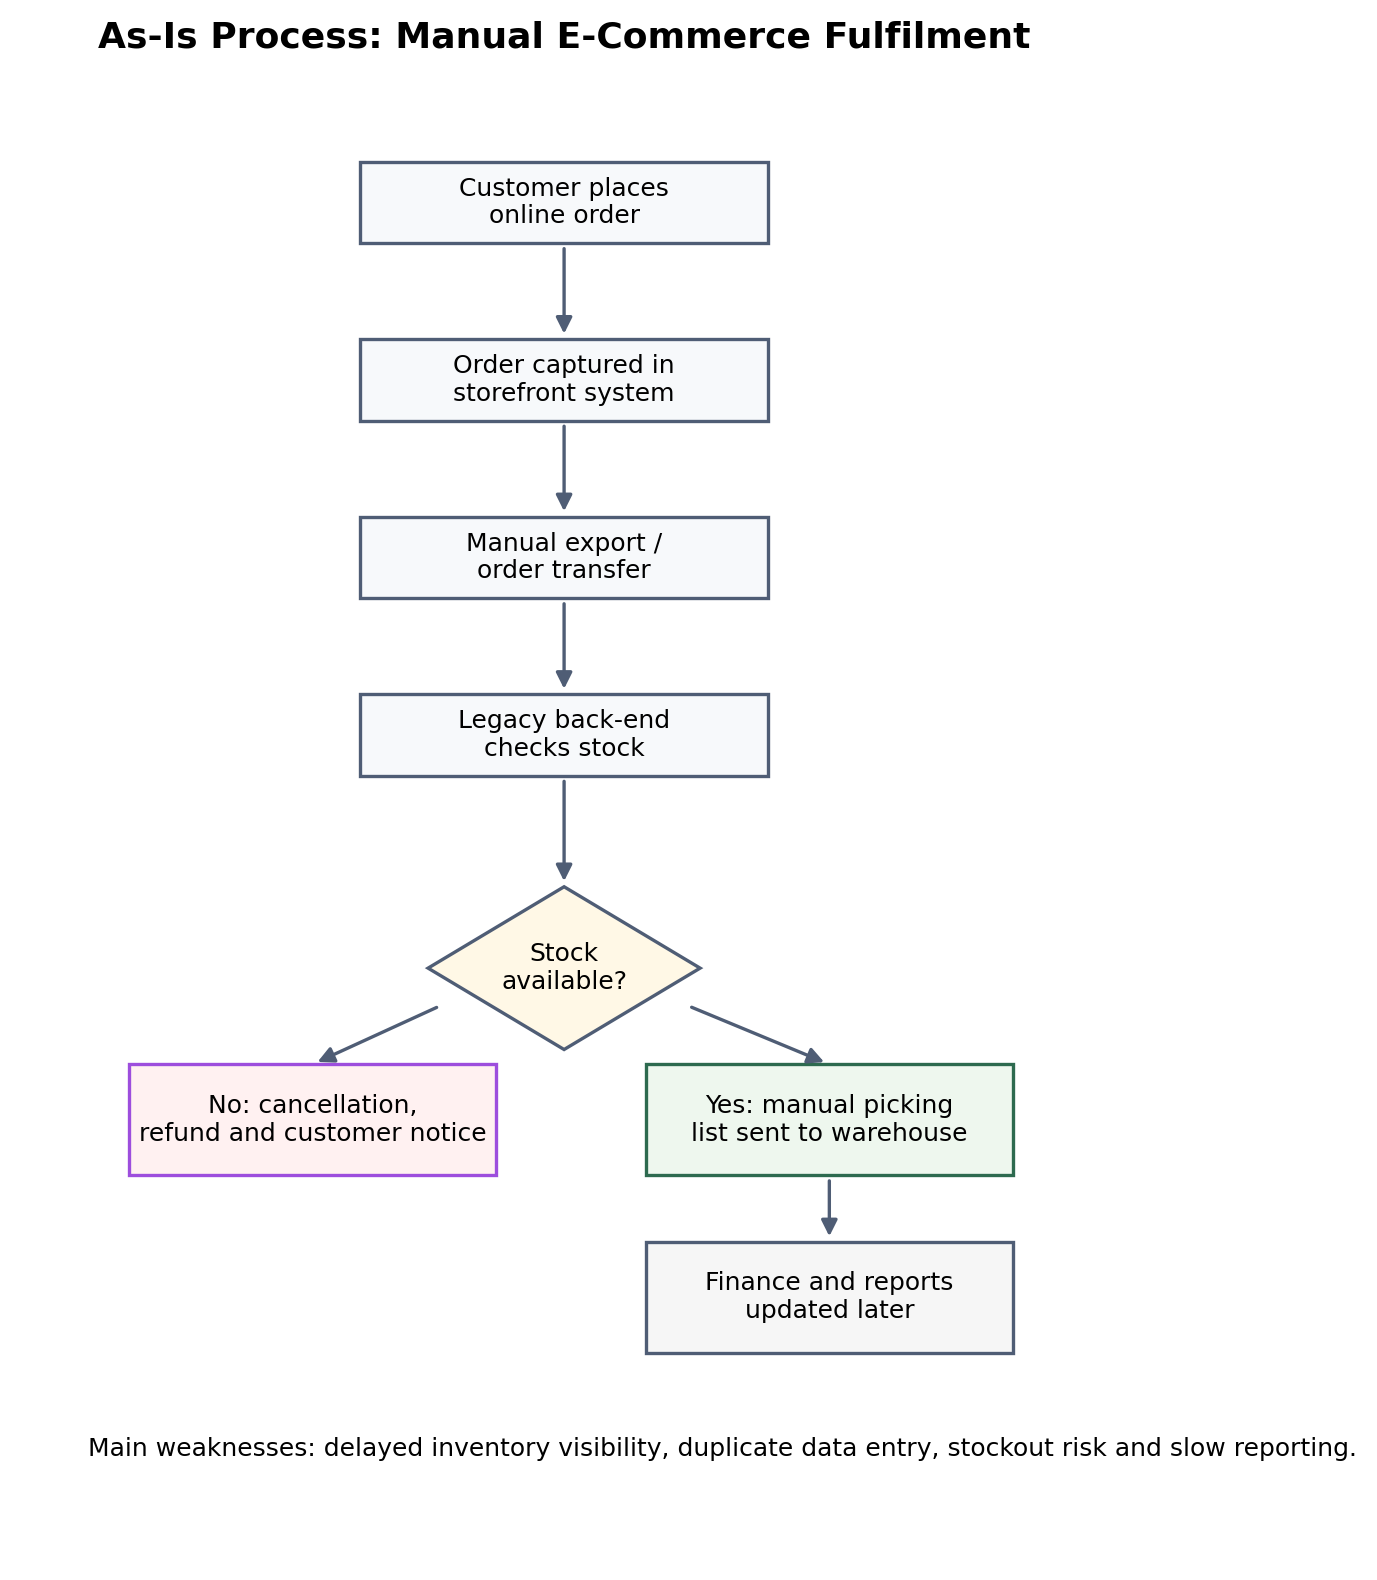 As-Is Process: Manual E-Commerce Fulfilment
Customer places
online order
Order captured in
storefront system
Manual export /
order transfer
Legacy back-end
checks stock
Stock
available?
No: cancellation,
refund and customer notice
Yes: manual picking
list sent to warehouse
Finance and reports
updated later
Main weaknesses: delayed inventory visibility, duplicate data entry, stockout risk and slow reporting.